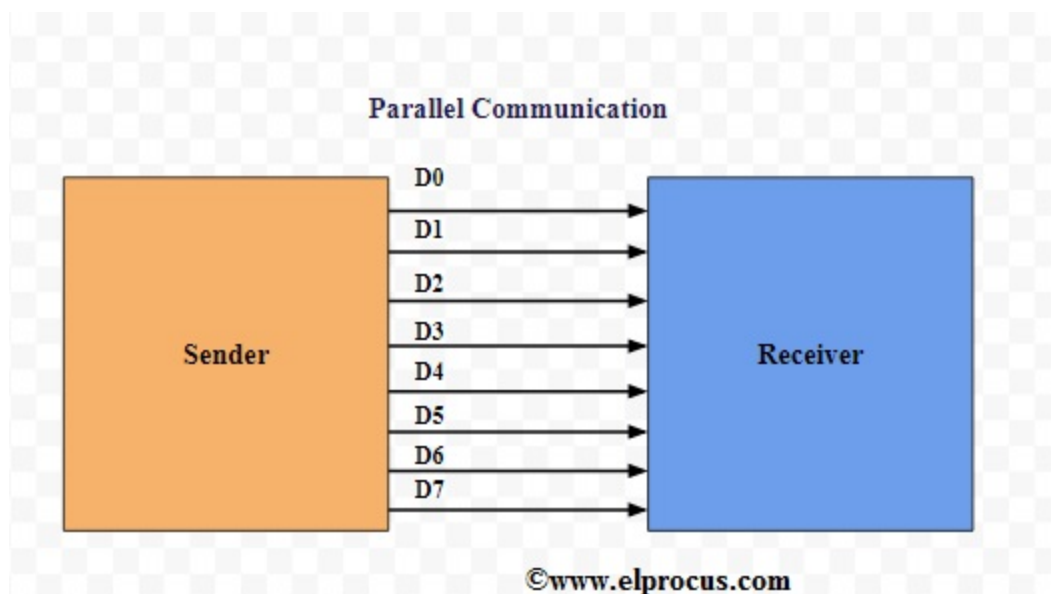 Parallel Communication
D0
D1
D2
D3
Sender
Receiver
D4
D5
D6
D7
©www.elprocus.com